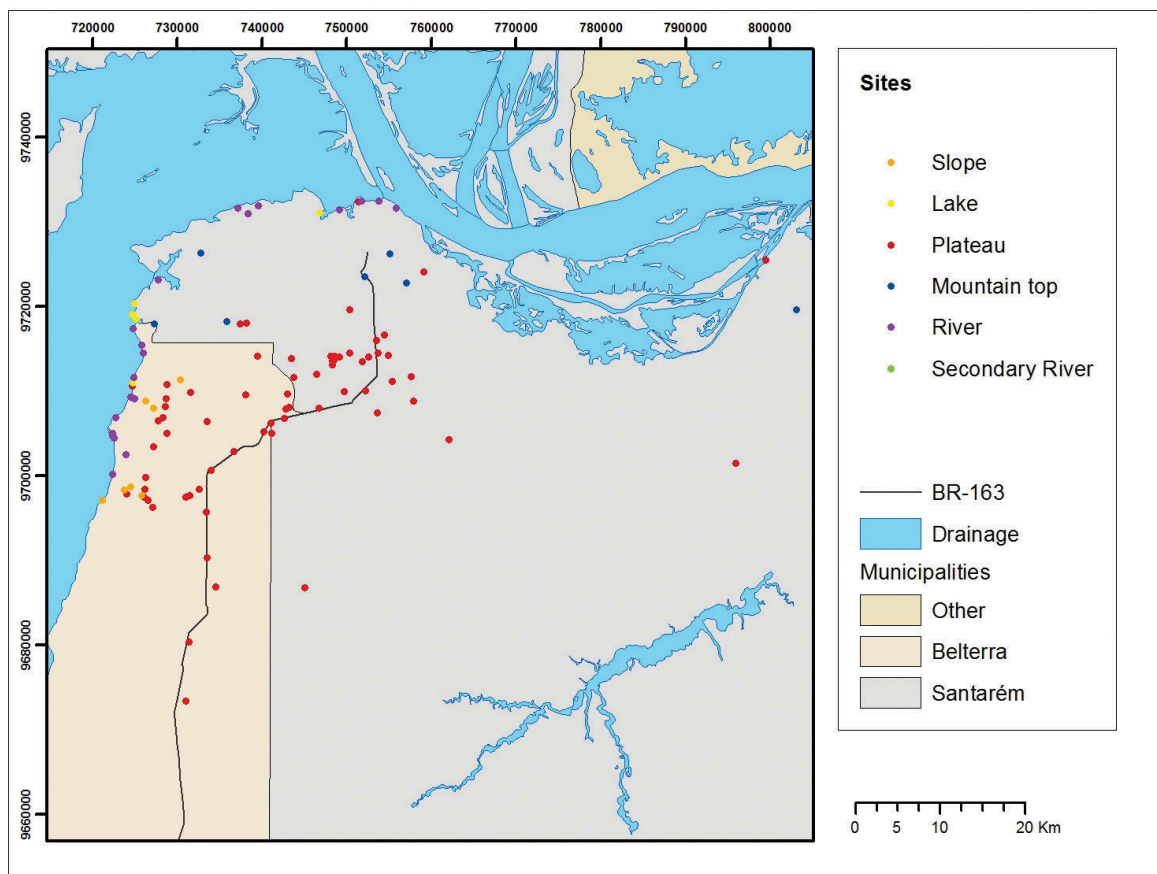 720000 730000 740000 750000 760000 770000 780000 790000 800000
9740000
9720000
9700000
9680000
9660000
Sites
Slope
Lake
Plateau
Mountain top
River
Secondary River
BR-163
Drainage
Municipalities
Other
Belterra
Santarém
0 5 10 20 Km